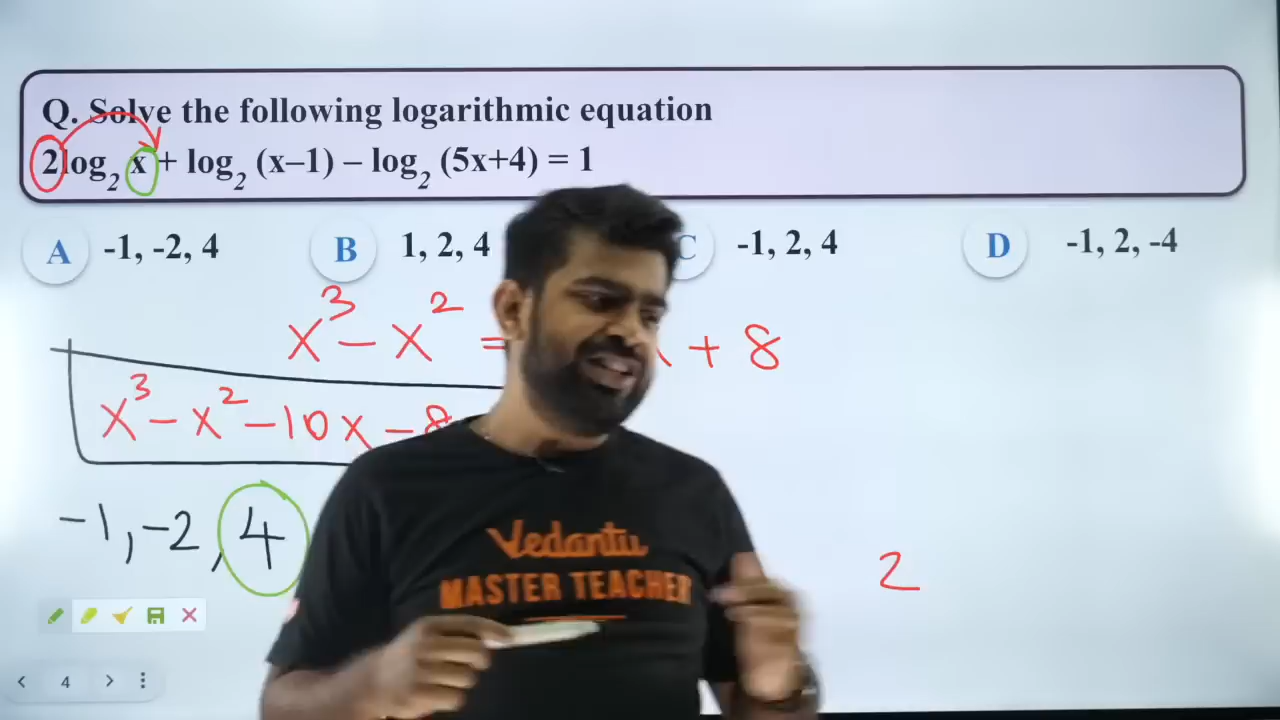 Q. Solve the following logarithmic equation
2log₂ x + log₂ (x–1) – log₂ (5x+4) = 1
A -1, -2, 4
B 1, 2, 4
C -1, 2, 4
D -1, 2, -4
x³ – x² = + 8
x³ – x² – 10x – 8
-1, -2, 4
2
Vedantu
MASTER TEACHER
4